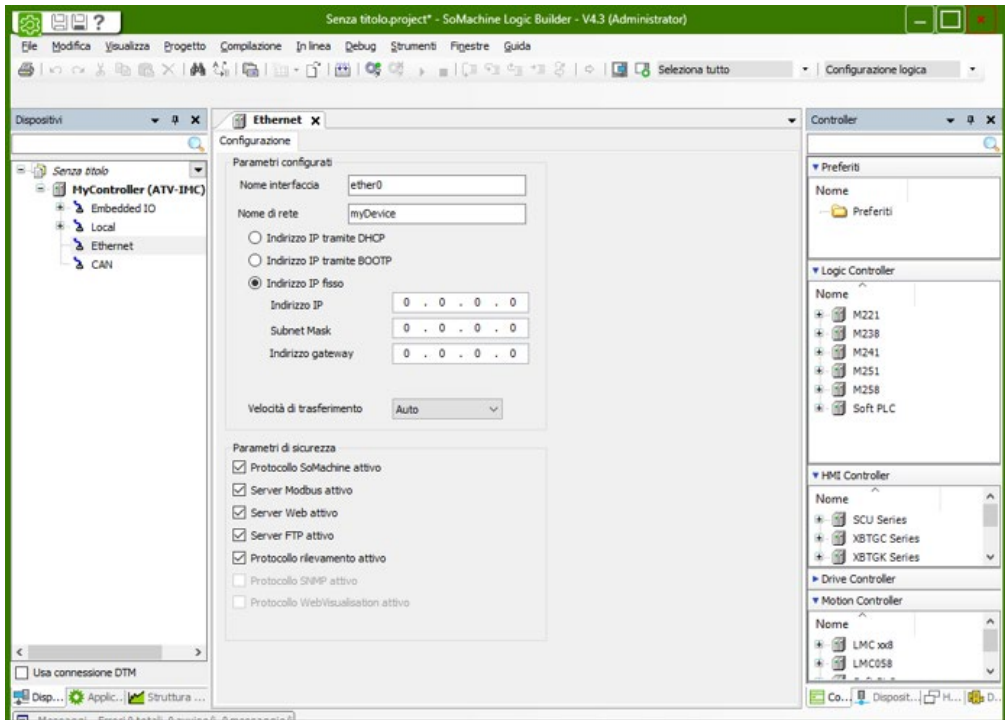 Senza titolo.project* - SoMachine Logic Builder - V4.3 (Administrator)
File Modifica Visualizza Progetto Compilazione In linea Debug Strumenti Finestre Guida
Seleziona tutto
Configurazione logica
Dispositivi
Senza titolo
MyController (ATV-IMC)
Embedded IO
Local
Ethernet
CAN
Usa connessione DTM
Disp... Applic... Struttura ...
Ethernet
Configurazione
Parametri configurati
Nome interfaccia ether0
Nome di rete myDevice
Indirizzo IP tramite DHCP
Indirizzo IP tramite BOOTP
Indirizzo IP fisso
Indirizzo IP 0 . 0 . 0 . 0
Subnet Mask 0 . 0 . 0 . 0
Indirizzo gateway 0 . 0 . 0 . 0
Velocità di trasferimento Auto
Parametri di sicurezza
Protocollo SoMachine attivo
Server Modbus attivo
Server Web attivo
Server FTP attivo
Protocollo rilevamento attivo
Protocollo SNMP attivo
Protocollo WebVisualisation attivo
Controller
Preferiti
Nome
Preferiti
Logic Controller
Nome
M221
M238
M241
M251
M258
Soft PLC
HMI Controller
Nome
SCU Series
XBTGC Series
XBTGK Series
Drive Controller
Motion Controller
Nome
LMC xx8
LMC058
Co... Disposit... H... D...